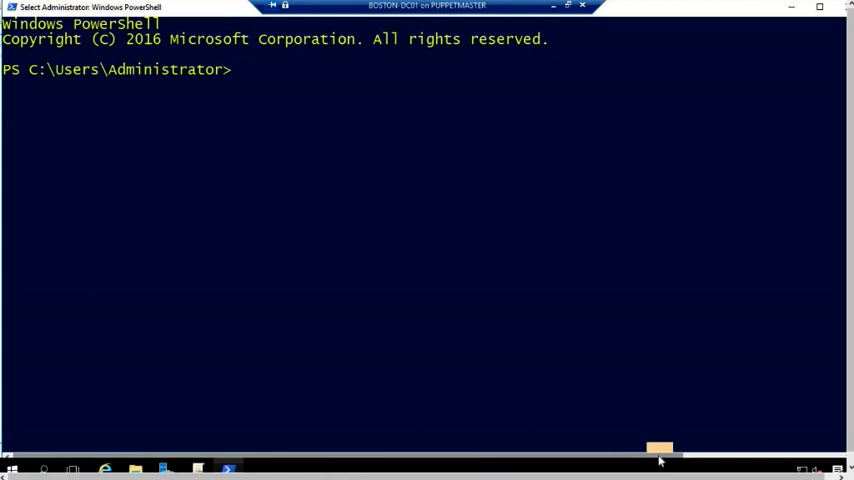 Select Administrator: Windows PowerShell
BOSTON-DC01 on PUPPETMASTER
Windows PowerShell
Copyright (C) 2016 Microsoft Corporation. All rights reserved.
PS C:\Users\Administrator>